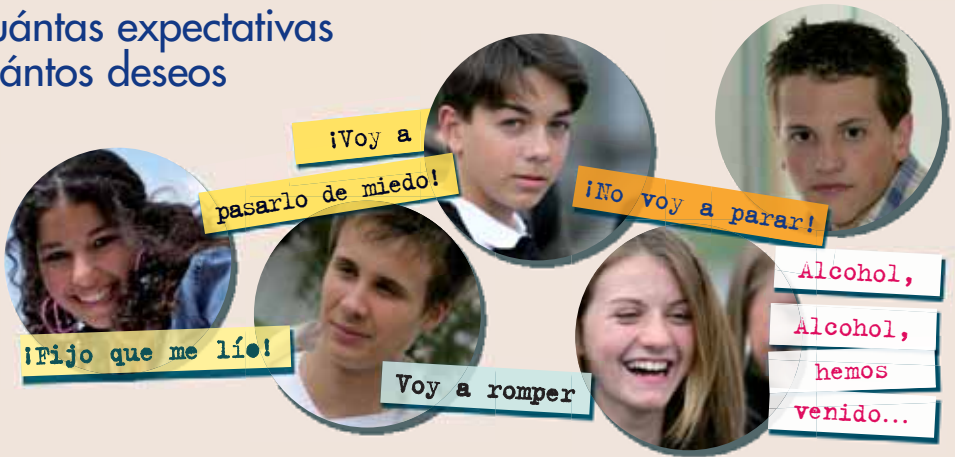 uántas expectativas
ántos deseos
¡Voy a
pasarlo de miedo!
¡No voy a parar!
¡Fijo que me lío!
Voy a romper
Alcohol,
Alcohol,
hemos
venido...